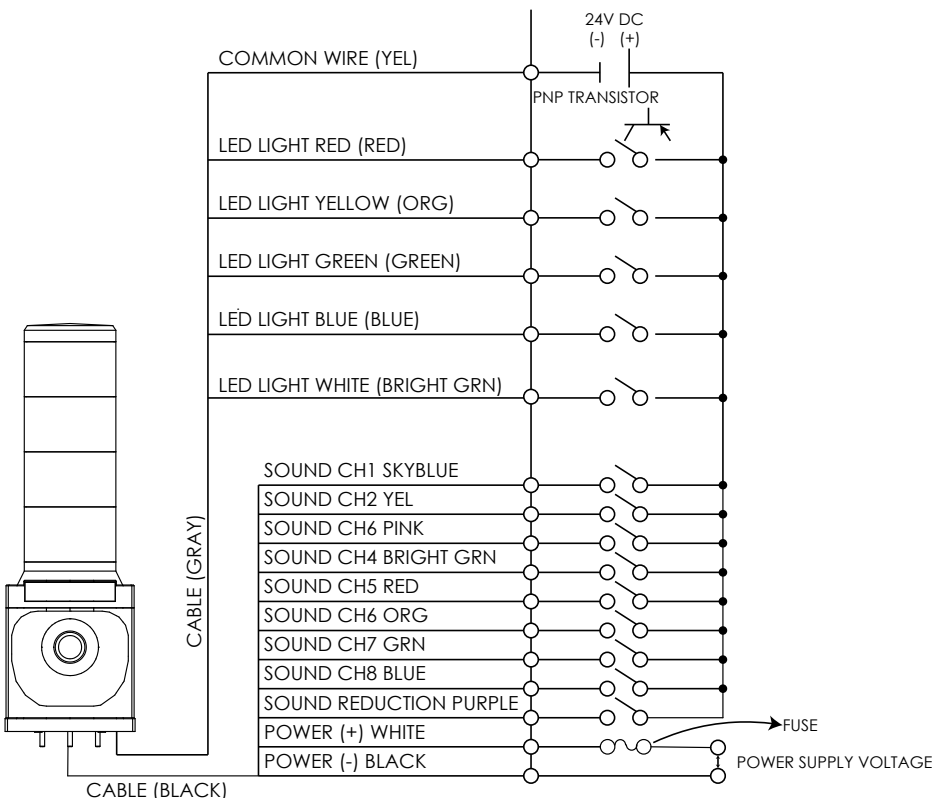 24V DC
(-) (+)
COMMON WIRE (YEL)
PNP TRANSISTOR
LED LIGHT RED (RED)
LED LIGHT YELLOW (ORG)
LED LIGHT GREEN (GREEN)
LED LIGHT BLUE (BLUE)
LED LIGHT WHITE (BRIGHT GRN)
SOUND CH1 SKYBLUE
SOUND CH2 YEL
SOUND CH6 PINK
SOUND CH4 BRIGHT GRN
SOUND CH5 RED
SOUND CH6 ORG
SOUND CH7 GRN
SOUND CH8 BLUE
SOUND REDUCTION PURPLE
POWER (+) WHITE
FUSE
POWER (-) BLACK
POWER SUPPLY VOLTAGE
CABLE (GRAY)
CABLE (BLACK)